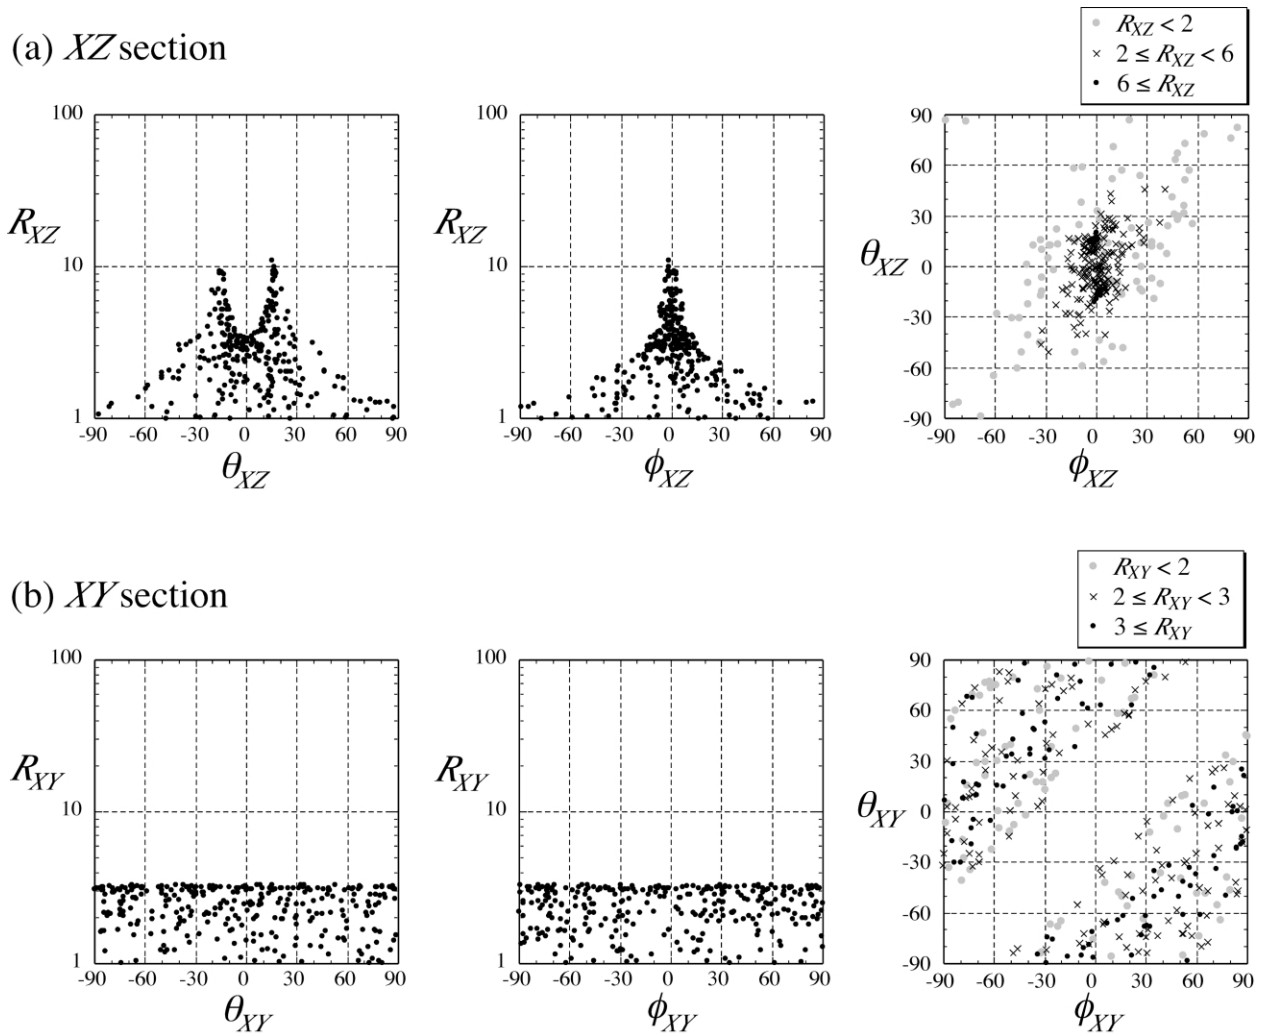 (a) XZ section
R_XZ < 2
2 ≤ R_XZ < 6
6 ≤ R_XZ
100
R_XZ
10
1
-90 -60 -30 0 30 60 90
θ_XZ
100
R_XZ
10
1
-90 -60 -30 0 30 60 90
ϕ_XZ
90
60
30
θ_XZ
0
-30
-60
-90
-90 -60 -30 0 30 60 90
ϕ_XZ
(b) XY section
R_XY < 2
2 ≤ R_XY < 3
3 ≤ R_XY
100
R_XY
10
1
-90 -60 -30 0 30 60 90
θ_XY
100
R_XY
10
1
-90 -60 -30 0 30 60 90
ϕ_XY
90
60
30
θ_XY
0
-30
-60
-90
-90 -60 -30 0 30 60 90
ϕ_XY